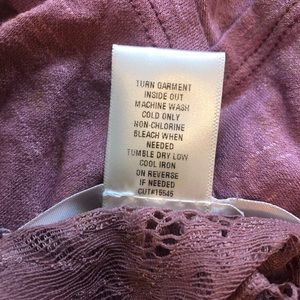 TURN GARMENT
INSIDE OUT
MACHINE WASH
COLD ONLY
NON-CHLORINE
BLEACH WHEN
NEEDED
TUMBLE DRY LOW
COOL IRON
ON REVERSE
IF NEEDED
CUT#15545